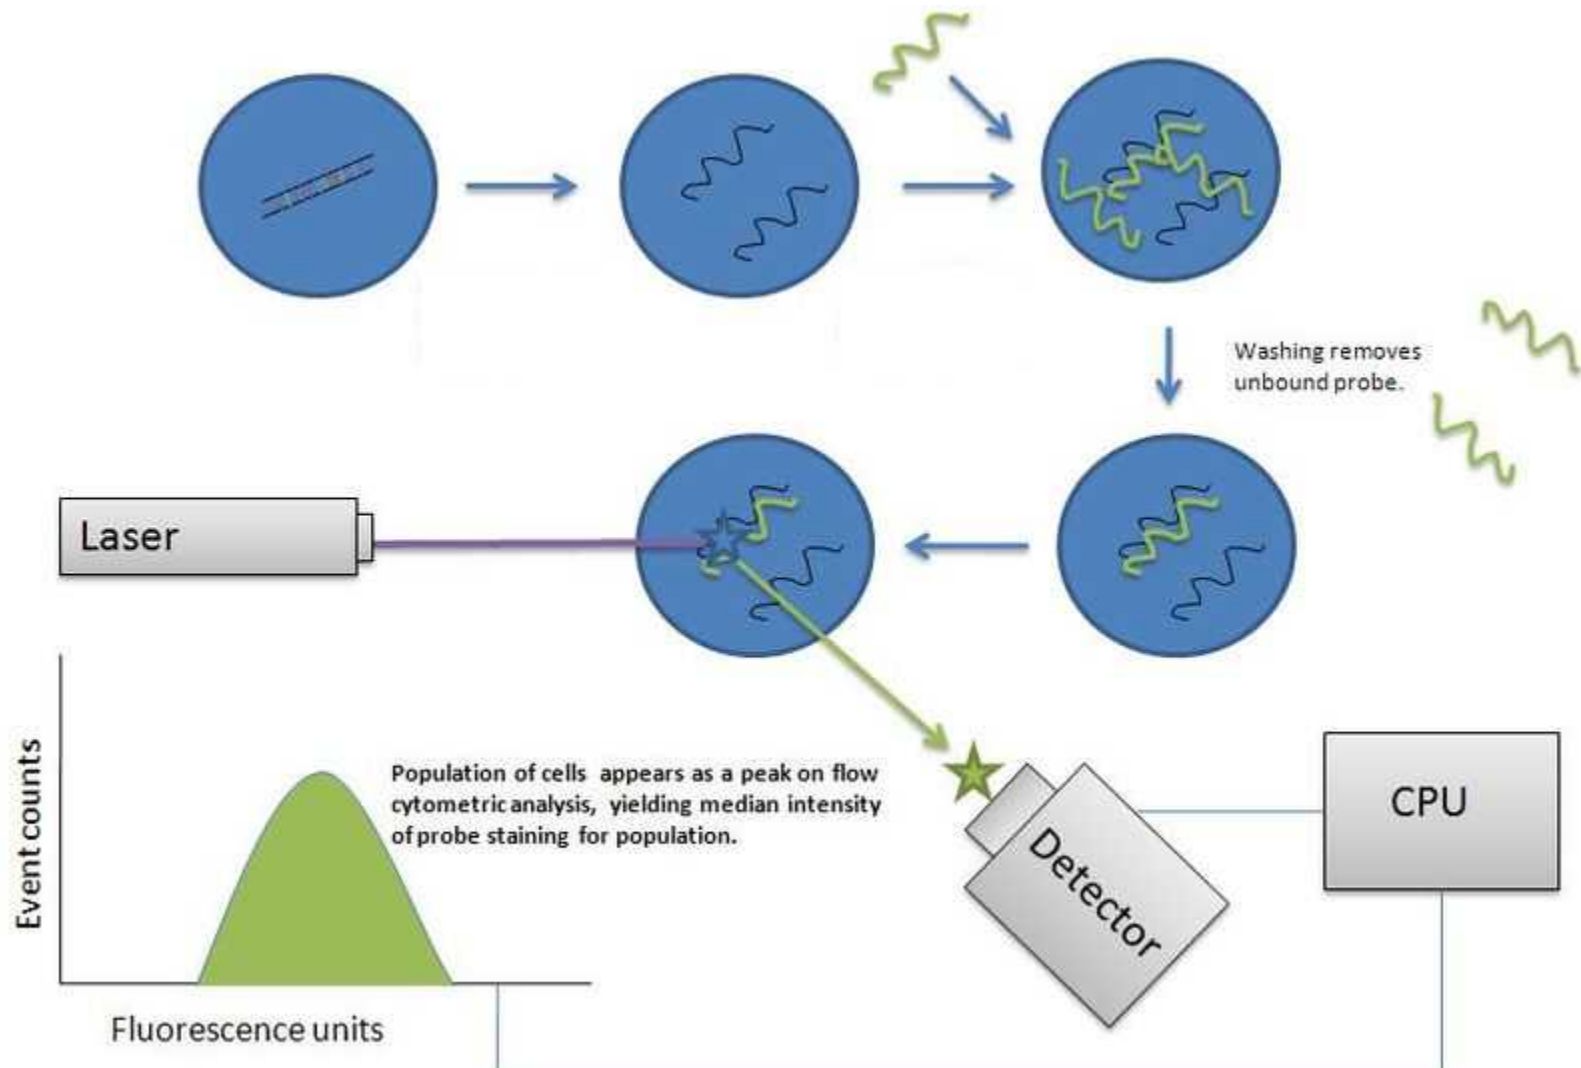 Washing removes
unbound probe.
Laser
Population of cells appears as a peak on flow
cytometric analysis, yielding median intensity
of probe staining for population.
Event counts
Fluorescence units
Detector
CPU